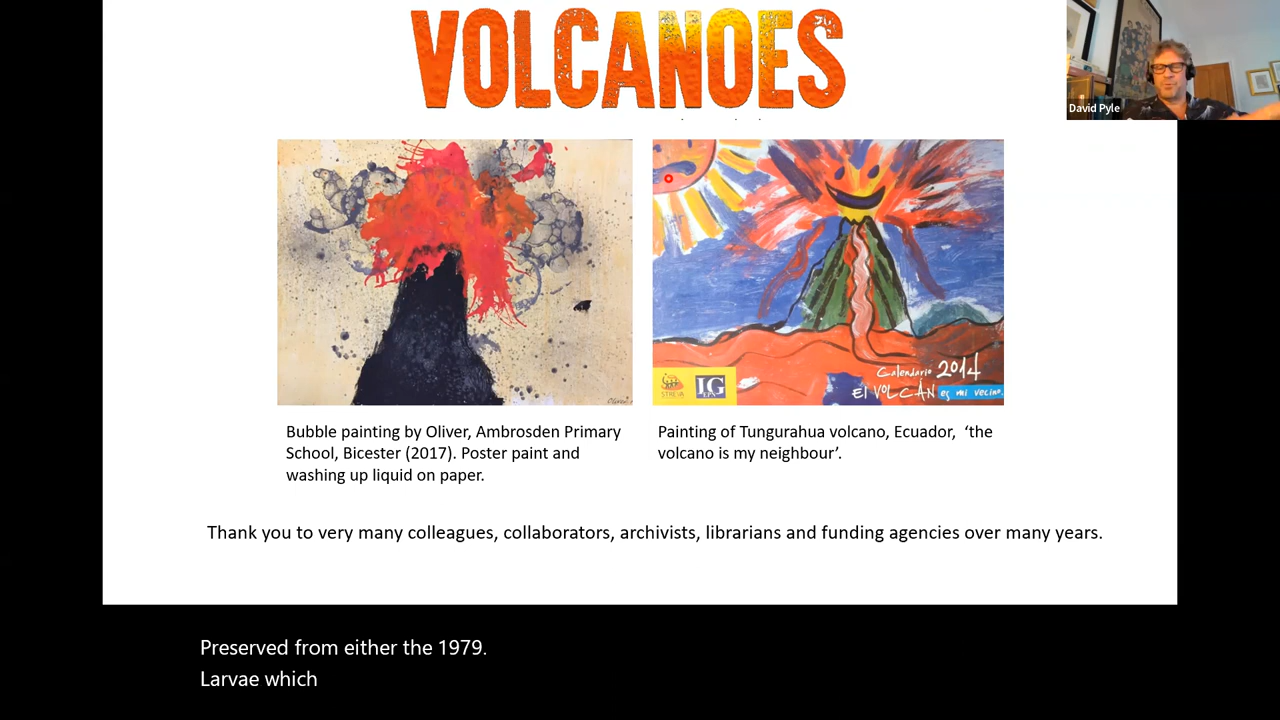 VOLCANOES
David Pyle
Calendario 2014
El VOLCÁN es mi vecino.
STREVA
IG
Oliver
Bubble painting by Oliver, Ambrosden Primary
School, Bicester (2017). Poster paint and
washing up liquid on paper.
Painting of Tungurahua volcano, Ecuador,  ‘the
volcano is my neighbour’.
Thank you to very many colleagues, collaborators, archivists, librarians and funding agencies over many years.
Preserved from either the 1979.
Larvae which